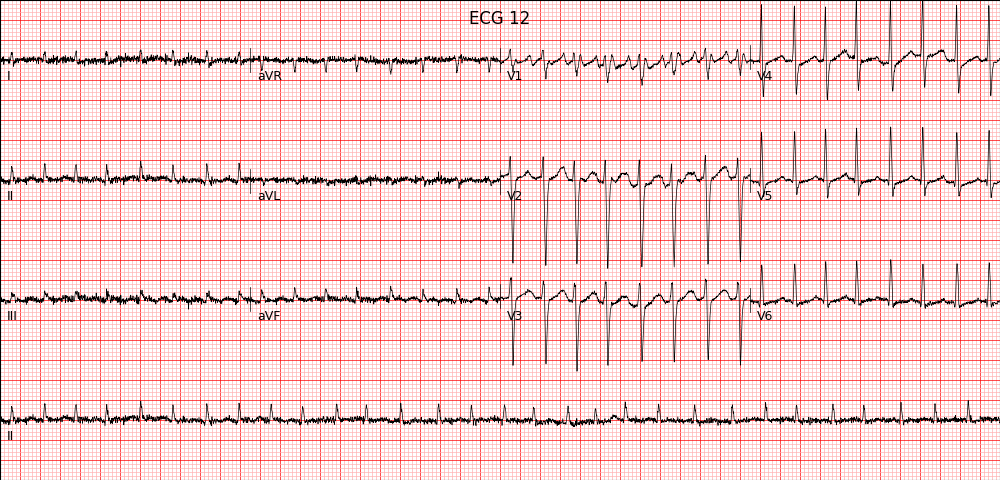 ECG 12
I aVR V1 V4
II aVL V2 V5
III aVF V3 V6
II